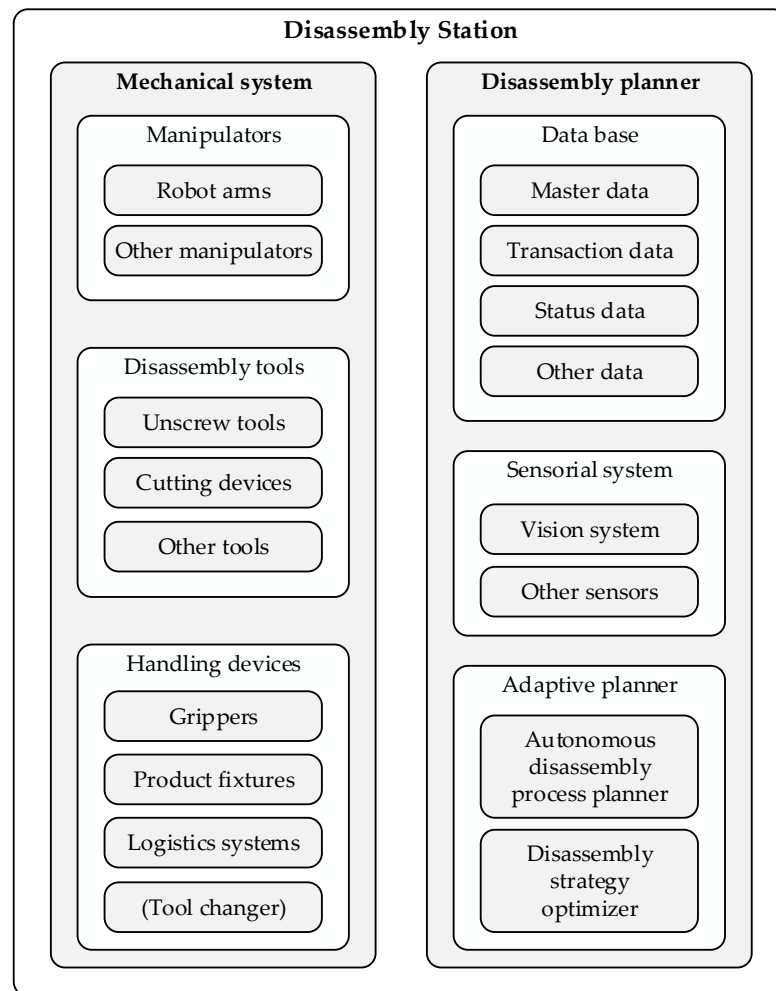 Disassembly Station
Mechanical system
Manipulators
Robot arms
Other manipulators
Disassembly tools
Unscrew tools
Cutting devices
Other tools
Handling devices
Grippers
Product fixtures
Logistics systems
(Tool changer)
Disassembly planner
Data base
Master data
Transaction data
Status data
Other data
Sensorial system
Vision system
Other sensors
Adaptive planner
Autonomous
disassembly
process planner
Disassembly
strategy
optimizer